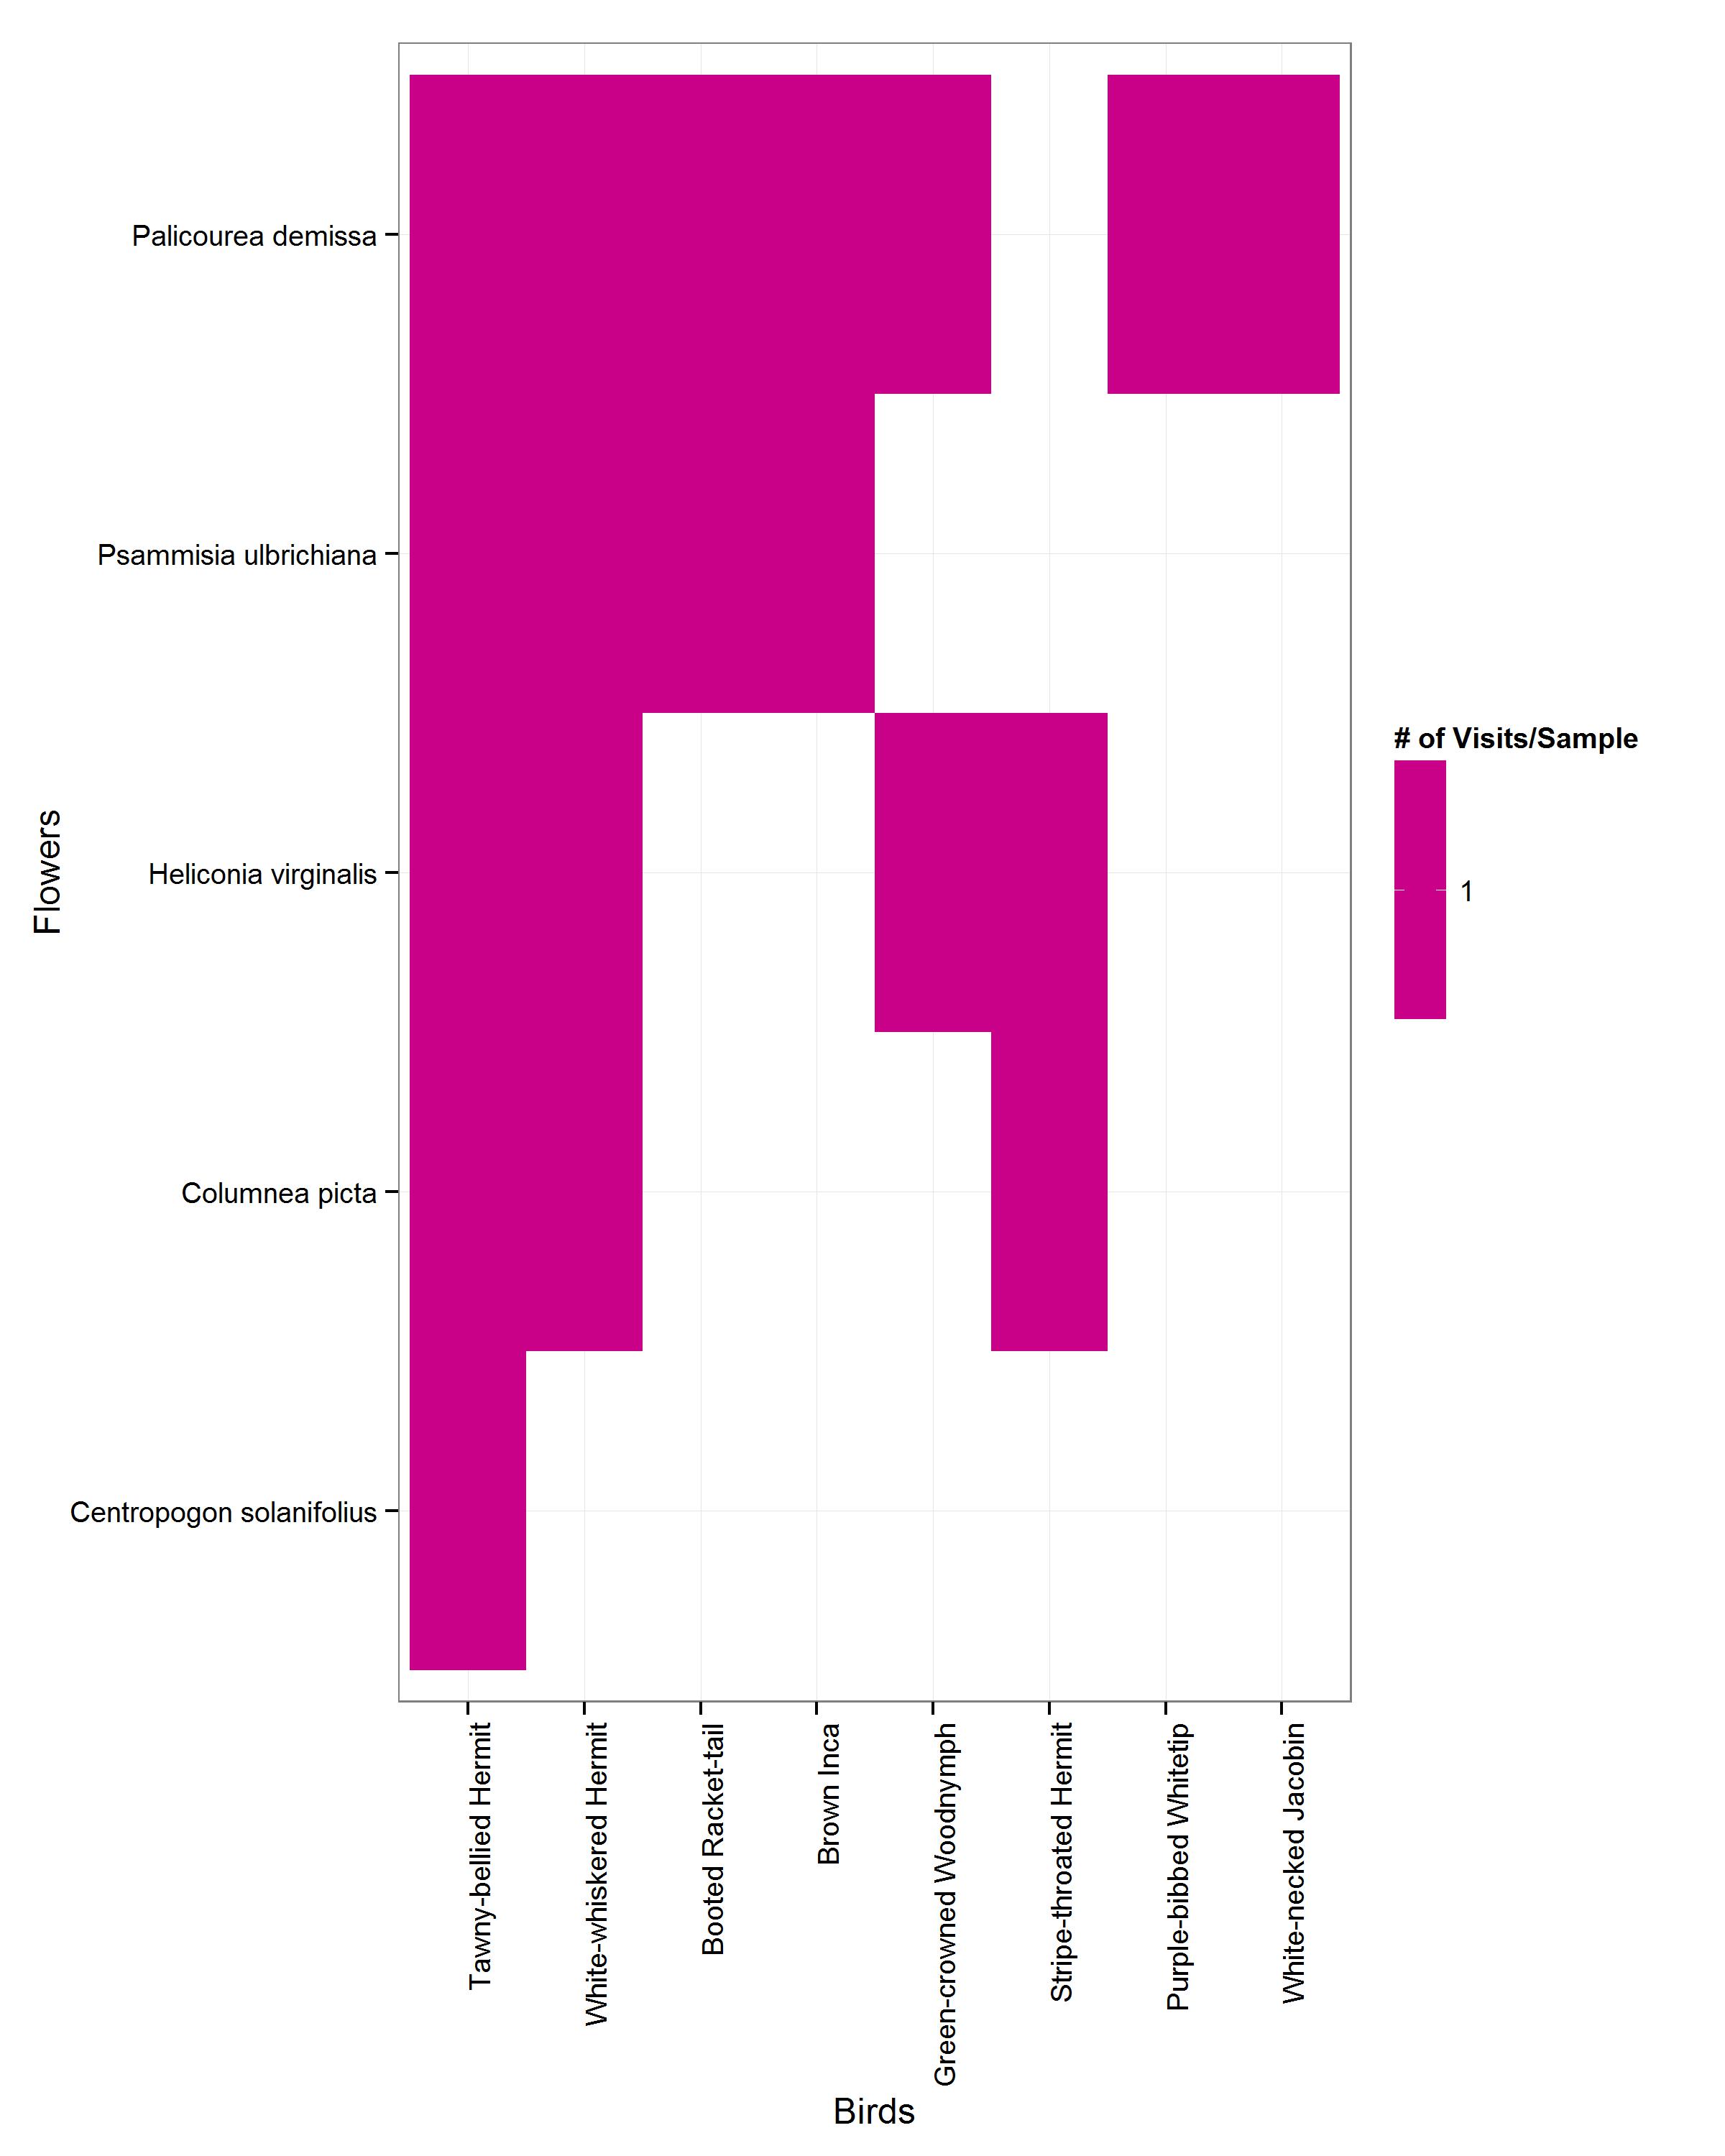 Palicourea demissa
Psammisia ulbrichiana
Heliconia virginalis
Columnea picta
Centropogon solanifolius
Flowers
# of Visits/Sample
1
Tawny-bellied Hermit
White-whiskered Hermit
Booted Racket-tail
Brown Inca
Green-crowned Woodnymph
Stripe-throated Hermit
Purple-bibbed Whitetip
White-necked Jacobin
Birds